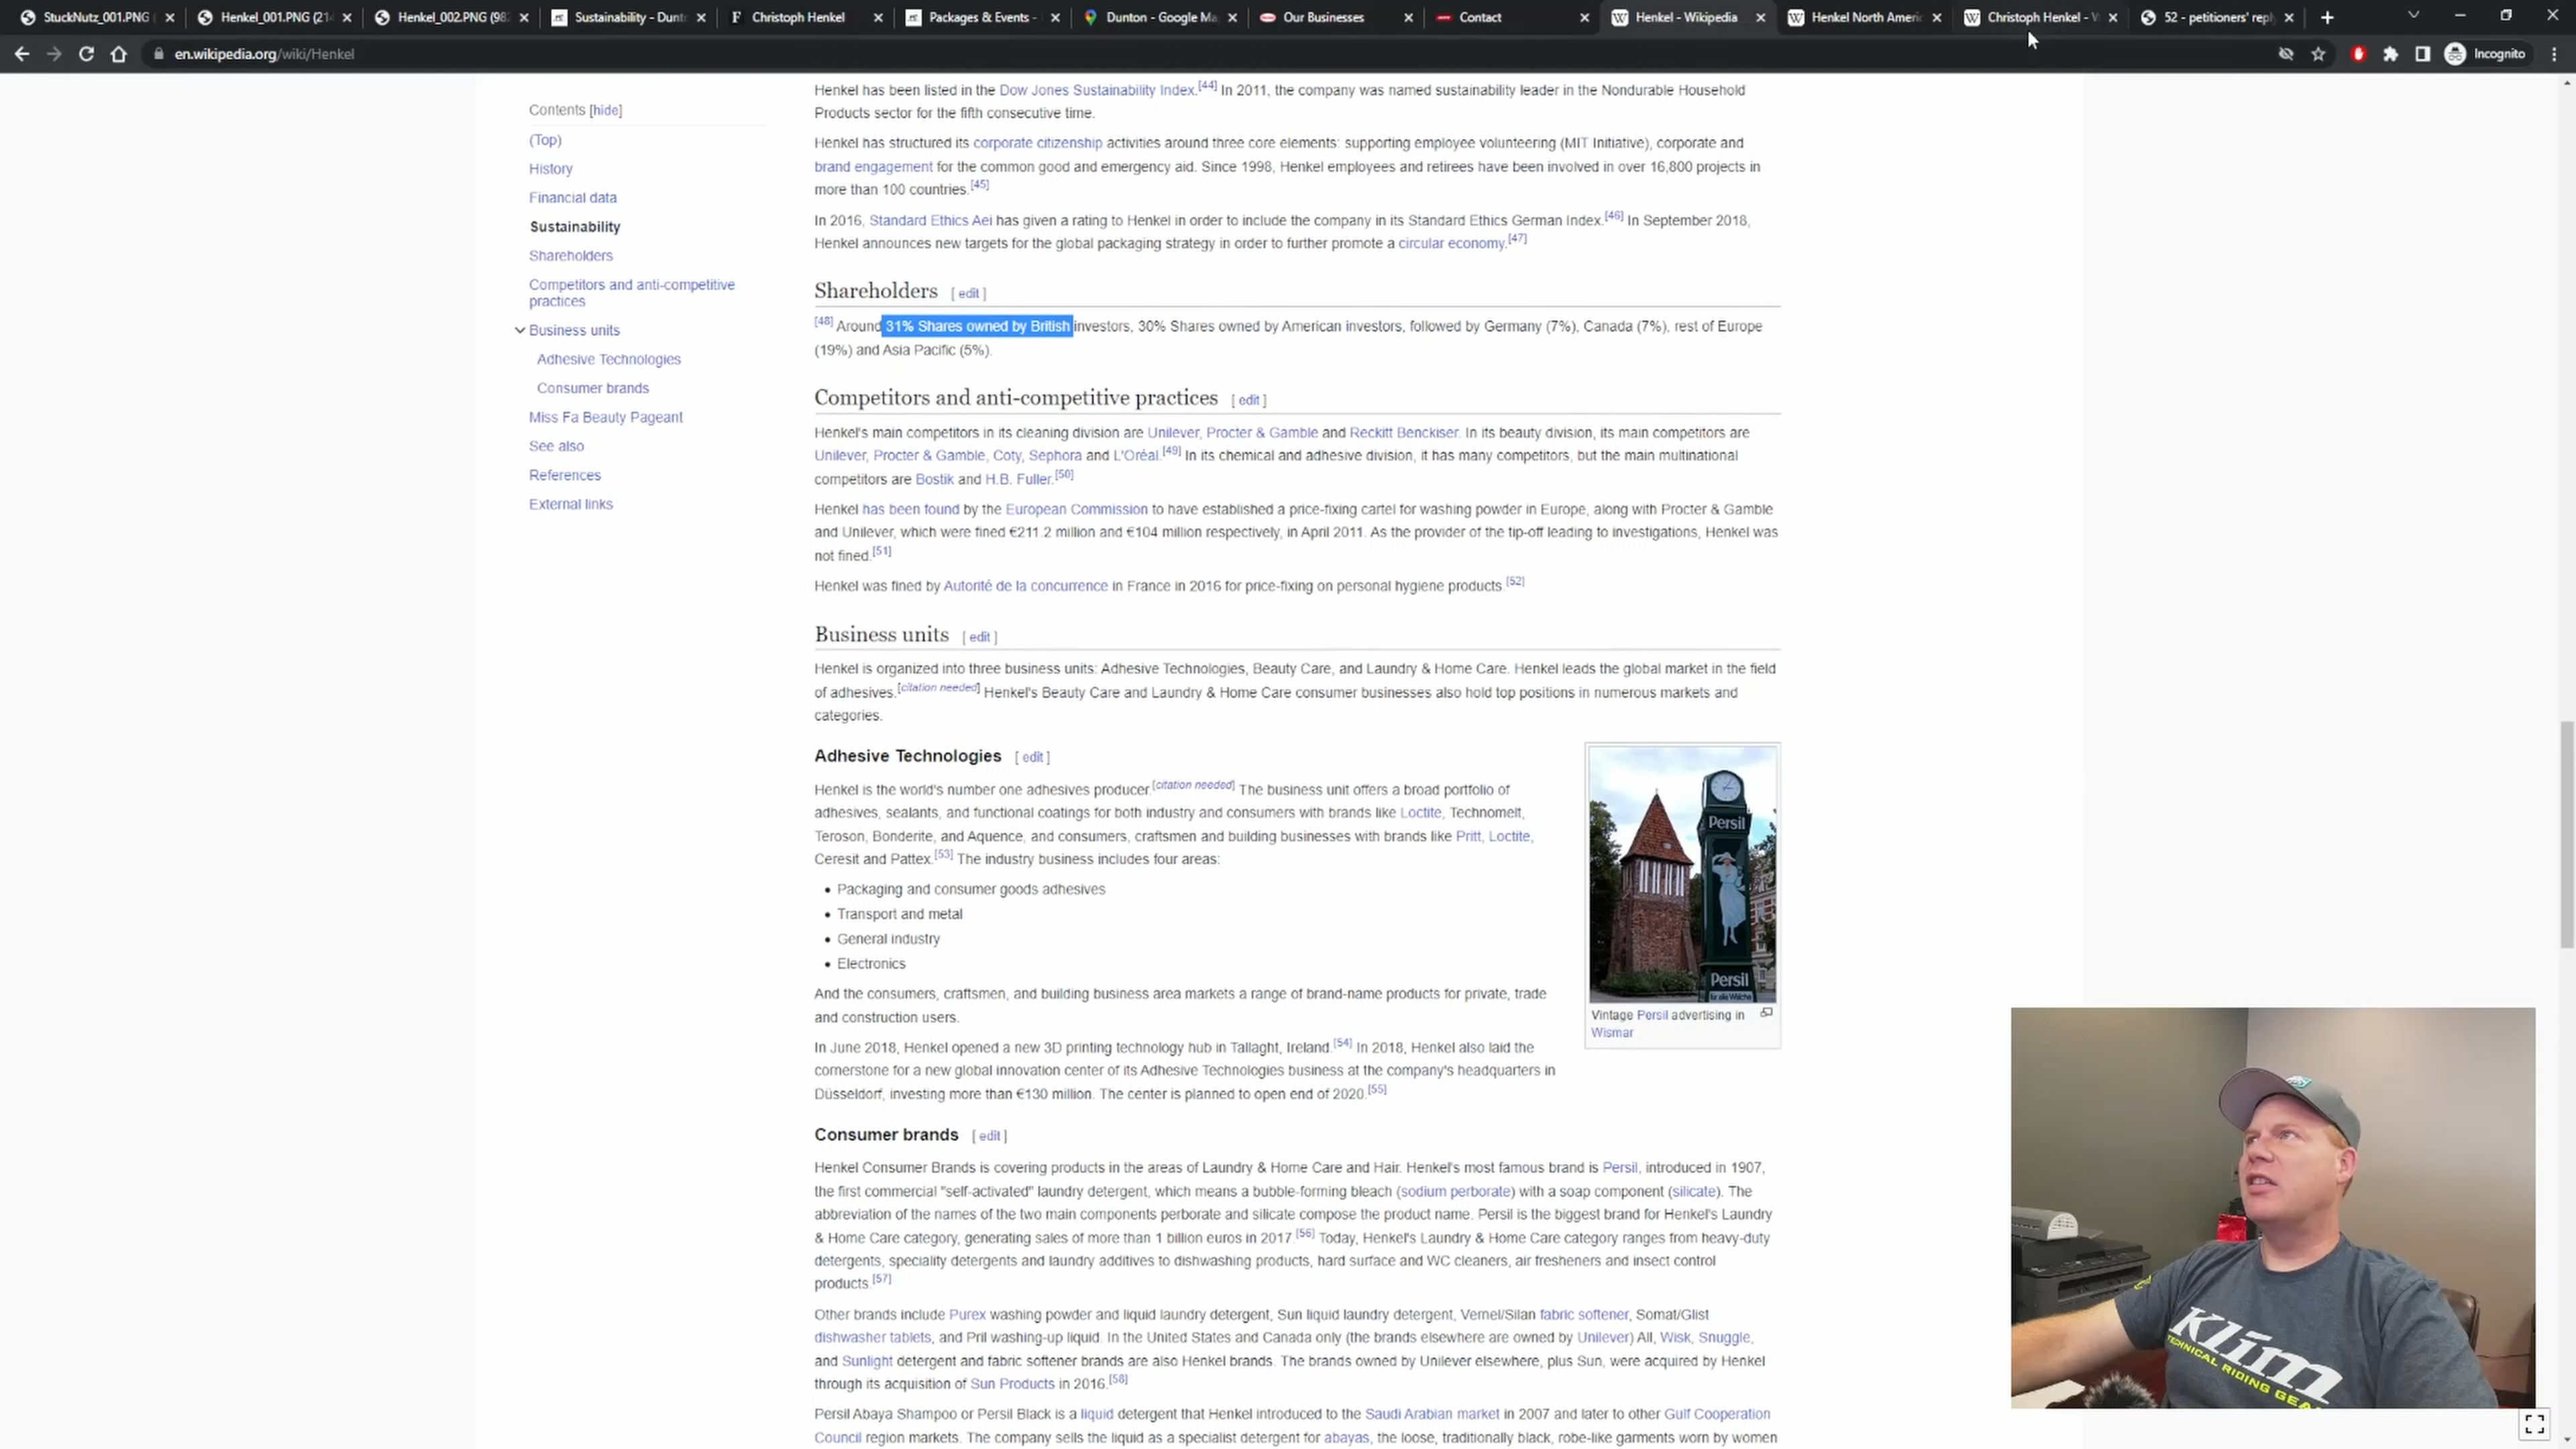 StuckNutz_001.PNG
Henkel_001.PNG (21
Henkel_002.PNG (98
Sustainability - Dunt
Christoph Henkel
Packages & Events -
Dunton - Google Ma
Our Businesses
Contact
Henkel - Wikipedia
Henkel North Ameri
Christoph Henkel - W
52 - petitioners' repl
en.wikipedia.org/wiki/Henkel
Incognito
Contents [hide]
(Top)
History
Financial data
Sustainability
Shareholders
Competitors and anti-competitive
practices
Business units
Adhesive Technologies
Consumer brands
Miss Fa Beauty Pageant
See also
References
External links
Henkel has been listed in the Dow Jones Sustainability Index.[44] In 2011, the company was named sustainability leader in the Nondurable Household
Products sector for the fifth consecutive time.
Henkel has structured its corporate citizenship activities around three core elements: supporting employee volunteering (MIT Initiative), corporate and
brand engagement for the common good and emergency aid. Since 1998, Henkel employees and retirees have been involved in over 16,800 projects in
more than 100 countries.[45]
In 2016, Standard Ethics Aei has given a rating to Henkel in order to include the company in its Standard Ethics German Index.[46] In September 2018,
Henkel announces new targets for the global packaging strategy in order to further promote a circular economy.[47]
Shareholders [ edit ]
[48] Around 31% Shares owned by British investors, 30% Shares owned by American investors, followed by Germany (7%), Canada (7%), rest of Europe
(19%) and Asia Pacific (5%).
Competitors and anti-competitive practices [ edit ]
Henkel's main competitors in its cleaning division are Unilever, Procter & Gamble and Reckitt Benckiser. In its beauty division, its main competitors are
Unilever, Procter & Gamble, Coty, Sephora and L'Oréal.[49] In its chemical and adhesive division, it has many competitors, but the main multinational
competitors are Bostik and H.B. Fuller.[50]
Henkel has been found by the European Commission to have established a price-fixing cartel for washing powder in Europe, along with Procter & Gamble
and Unilever, which were fined €211.2 million and €104 million respectively, in April 2011. As the provider of the tip-off leading to investigations, Henkel was
not fined.[51]
Henkel was fined by Autorité de la concurrence in France in 2016 for price-fixing on personal hygiene products.[52]
Business units [ edit ]
Henkel is organized into three business units: Adhesive Technologies, Beauty Care, and Laundry & Home Care. Henkel leads the global market in the field
of adhesives.[citation needed] Henkel's Beauty Care and Laundry & Home Care consumer businesses also hold top positions in numerous markets and
categories.
Adhesive Technologies [ edit ]
Henkel is the world's number one adhesives producer.[citation needed] The business unit offers a broad portfolio of
adhesives, sealants, and functional coatings for both industry and consumers with brands like Loctite, Technomelt,
Teroson, Bonderite, and Aquence, and consumers, craftsmen and building businesses with brands like Pritt, Loctite,
Ceresit and Pattex.[53] The industry business includes four areas:
• Packaging and consumer goods adhesives
• Transport and metal
• General industry
• Electronics
And the consumers, craftsmen, and building business area markets a range of brand-name products for private, trade
and construction users.
In June 2018, Henkel opened a new 3D printing technology hub in Tallaght, Ireland.[54] In 2018, Henkel also laid the
cornerstone for a new global innovation center of its Adhesive Technologies business at the company's headquarters in
Düsseldorf, investing more than €130 million. The center is planned to open end of 2020.[55]
Persil
Persil
für alle Wäsche
Vintage Persil advertising in
Wismar
Consumer brands [ edit ]
Henkel Consumer Brands is covering products in the areas of Laundry & Home Care and Hair. Henkel's most famous brand is Persil, introduced in 1907,
the first commercial "self-activated" laundry detergent, which means a bubble-forming bleach (sodium perborate) with a soap component (silicate). The
abbreviation of the names of the two main components perborate and silicate compose the product name. Persil is the biggest brand for Henkel's Laundry
& Home Care category, generating sales of more than 1 billion euros in 2017.[56] Today, Henkel's Laundry & Home Care category ranges from heavy-duty
detergents, speciality detergents and laundry additives to dishwashing products, hard surface and WC cleaners, air fresheners and insect control
products.[57]
Other brands include Purex washing powder and liquid laundry detergent, Sun liquid laundry detergent, Vernel/Silan fabric softener, Somat/Glist
dishwasher tablets, and Pril washing-up liquid. In the United States and Canada only (the brands elsewhere are owned by Unilever) All, Wisk, Snuggle,
and Sunlight detergent and fabric softener brands are also Henkel brands. The brands owned by Unilever elsewhere, plus Sun, were acquired by Henkel
through its acquisition of Sun Products in 2016.[58]
Persil Abaya Shampoo or Persil Black is a liquid detergent that Henkel introduced to the Saudi Arabian market in 2007 and later to other Gulf Cooperation
Council region markets. The company sells the liquid as a specialist detergent for abayas, the loose, traditionally black, robe-like garments worn by women
Klim
TECHNICAL RIDING GEA